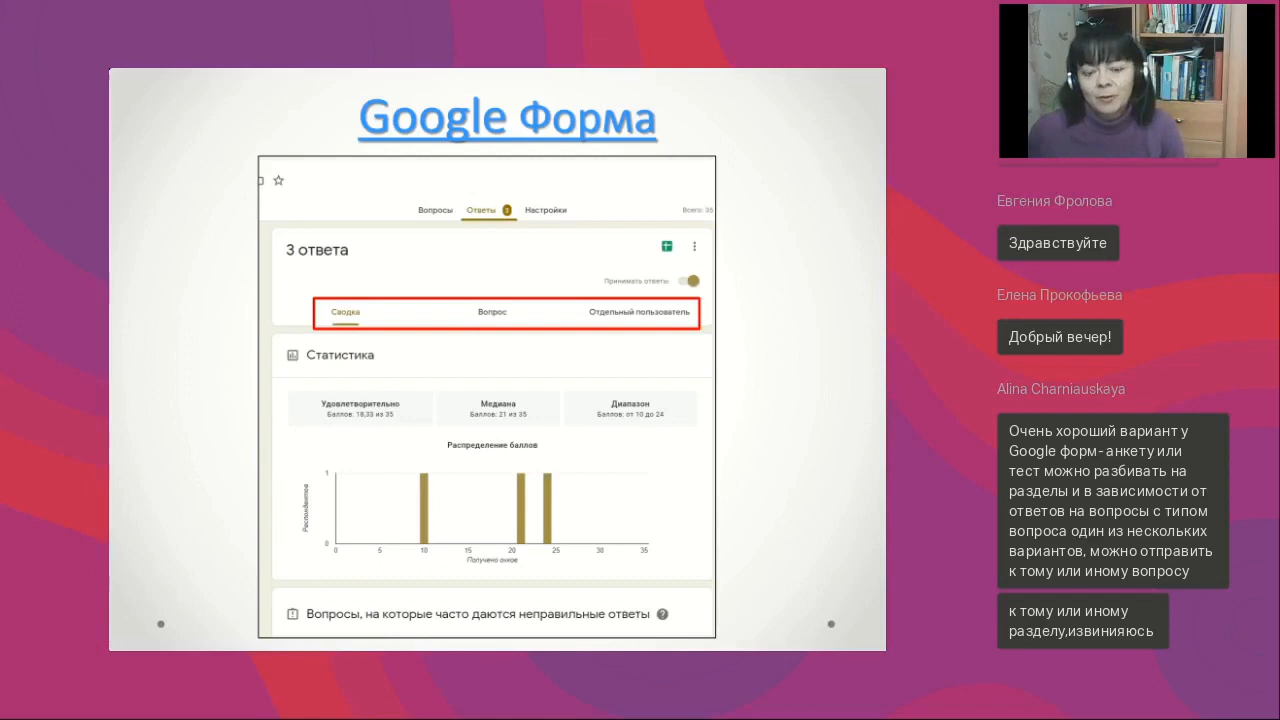 Google Форма
Вопросы Ответы 3 Настройки Всего: 35
3 ответа
Принимать ответы
Сводка Вопрос Отдельный пользователь
Статистика
Удовлетворительно Медиана Диапазон
Баллов: 18,33 из 35 Баллов: 21 из 35 Баллы: от 10 до 24
Распределение баллов
Респондентов
1
0
0 5 10 15 20 25 30 35
Получено очков
Вопросы, на которые часто даются неправильные ответы ?
Евгения Фролова
Здравствуйте
Елена Прокофьева
Добрый вечер!
Alina Charniauskaya
Очень хороший вариант у
Google форм- анкету или
тест можно разбивать на
разделы и в зависимости от
ответов на вопросы с типом
вопроса один из нескольких
вариантов, можно отправить
к тому или иному вопросу
к тому или иному
разделу,извинияюсь